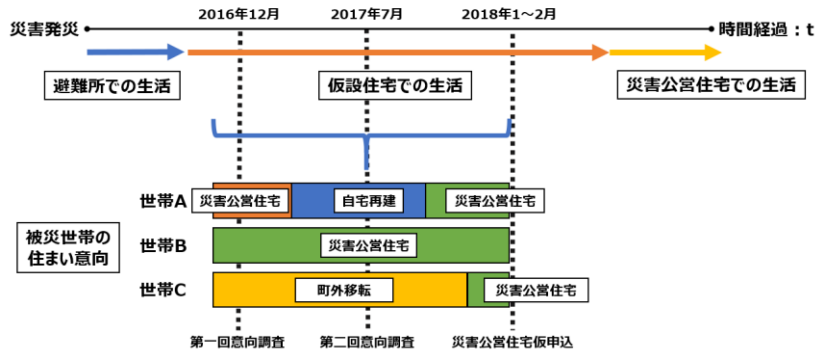 2016年12月
2017年7月
2018年1～2月
災害発災
時間経過：t
避難所での生活
仮設住宅での生活
災害公営住宅での生活
世帯A
災害公営住宅
自宅再建
災害公営住宅
被災世帯の
住まい意向
世帯B
災害公営住宅
世帯C
町外移転
災害公営住宅
第一回意向調査
第二回意向調査
災害公営住宅仮申込